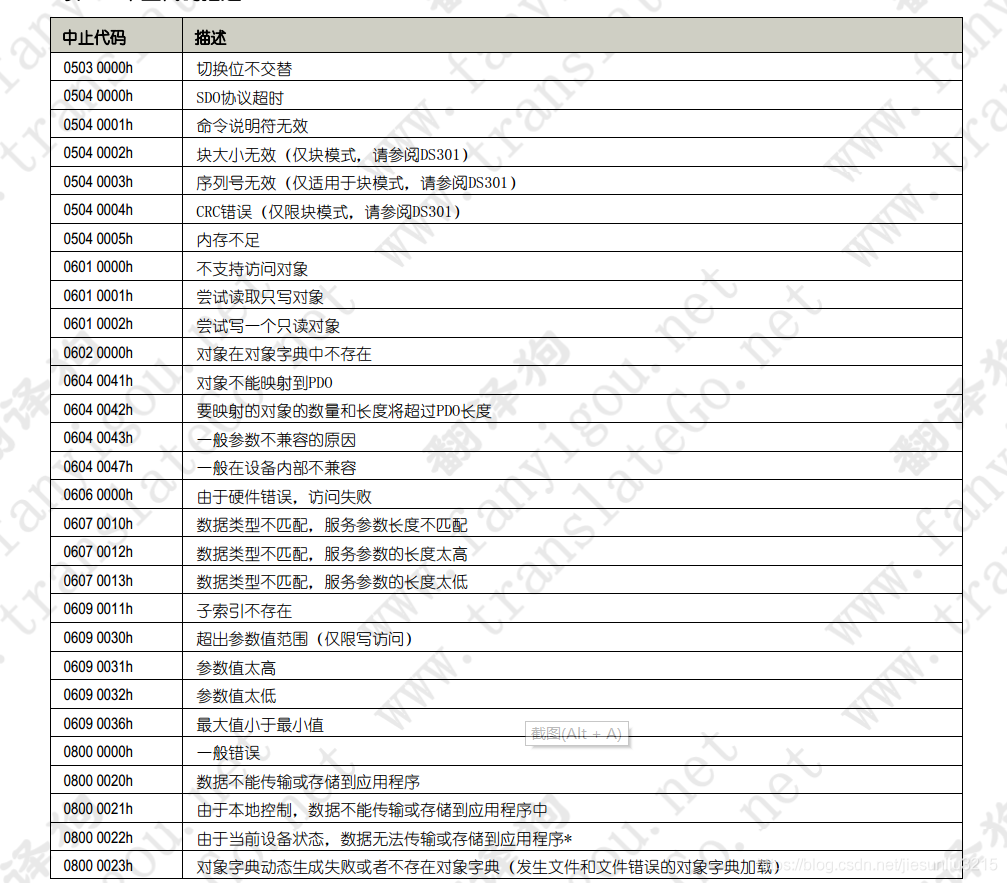 中止代码 描述
0503 0000h 切换位不交替
0504 0000h SDO协议超时
0504 0001h 命令说明符无效
0504 0002h 块大小无效（仅块模式，请参阅DS301）
0504 0003h 序列号无效（仅适用于块模式，请参阅DS301）
0504 0004h CRC错误（仅限块模式，请参阅DS301）
0504 0005h 内存不足
0601 0000h 不支持访问对象
0601 0001h 尝试读取只写对象
0601 0002h 尝试写一个只读对象
0602 0000h 对象在对象字典中不存在
0604 0041h 对象不能映射到PDO
0604 0042h 要映射的对象的数量和长度将超过PDO长度
0604 0043h 一般参数不兼容的原因
0604 0047h 一般在设备内部不兼容
0606 0000h 由于硬件错误，访问失败
0607 0010h 数据类型不匹配，服务参数长度不匹配
0607 0012h 数据类型不匹配，服务参数的长度太高
0607 0013h 数据类型不匹配，服务参数的长度太低
0609 0011h 子索引不存在
0609 0030h 超出参数值范围（仅限写访问）
0609 0031h 参数值太高
0609 0032h 参数值太低
0609 0036h 最大值小于最小值
截图(Alt + A)
0800 0000h 一般错误
0800 0020h 数据不能传输或存储到应用程序
0800 0021h 由于本地控制，数据不能传输或存储到应用程序中
0800 0022h 由于当前设备状态，数据无法传输或存储到应用程序*
0800 0023h 对象字典动态生成失败或者不存在对象字典（发生文件和文件错误的对象字典加载）
翻译狗
www.fanyigou.net
www.translateGo.net